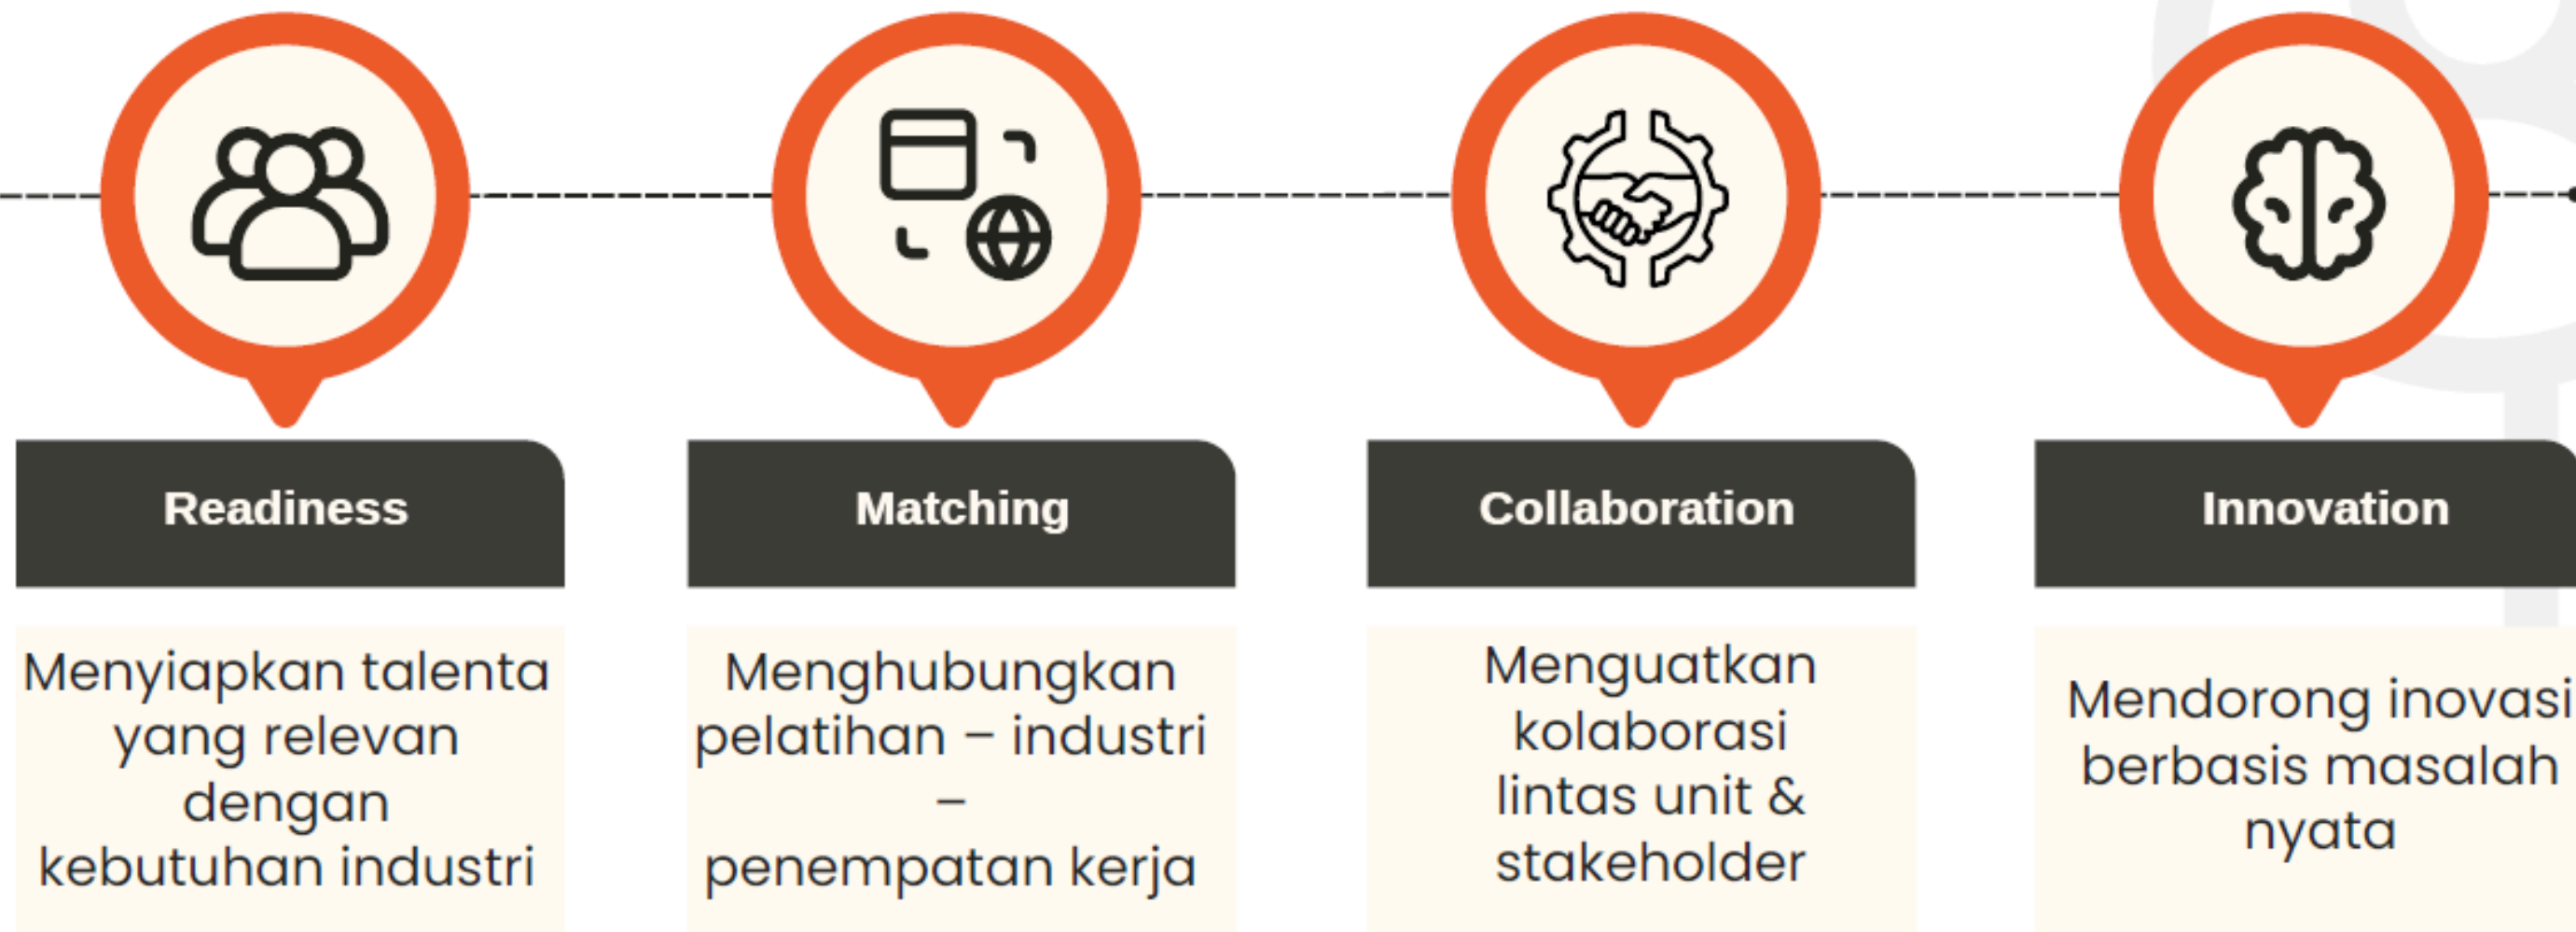 Readiness
Menyiapkan talenta
yang relevan
dengan
kebutuhan industri
Matching
Menghubungkan
pelatihan – industri
–
penempatan kerja
Collaboration
Menguatkan
kolaborasi
lintas unit &
stakeholder
Innovation
Mendorong inovasi
berbasis masalah
nyata